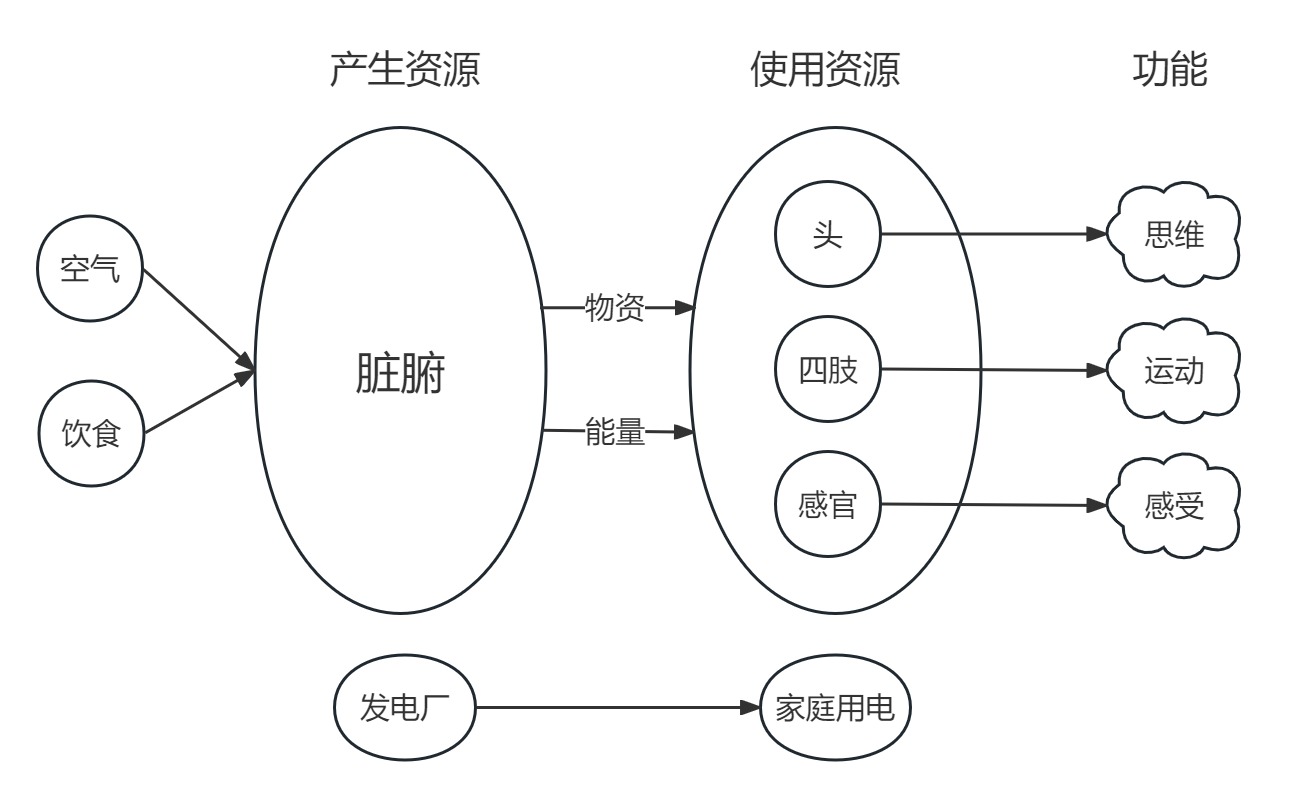 产生资源
使用资源
功能
空气
饮食
脏腑
物资
能量
头
四肢
感官
思维
运动
感受
发电厂
家庭用电